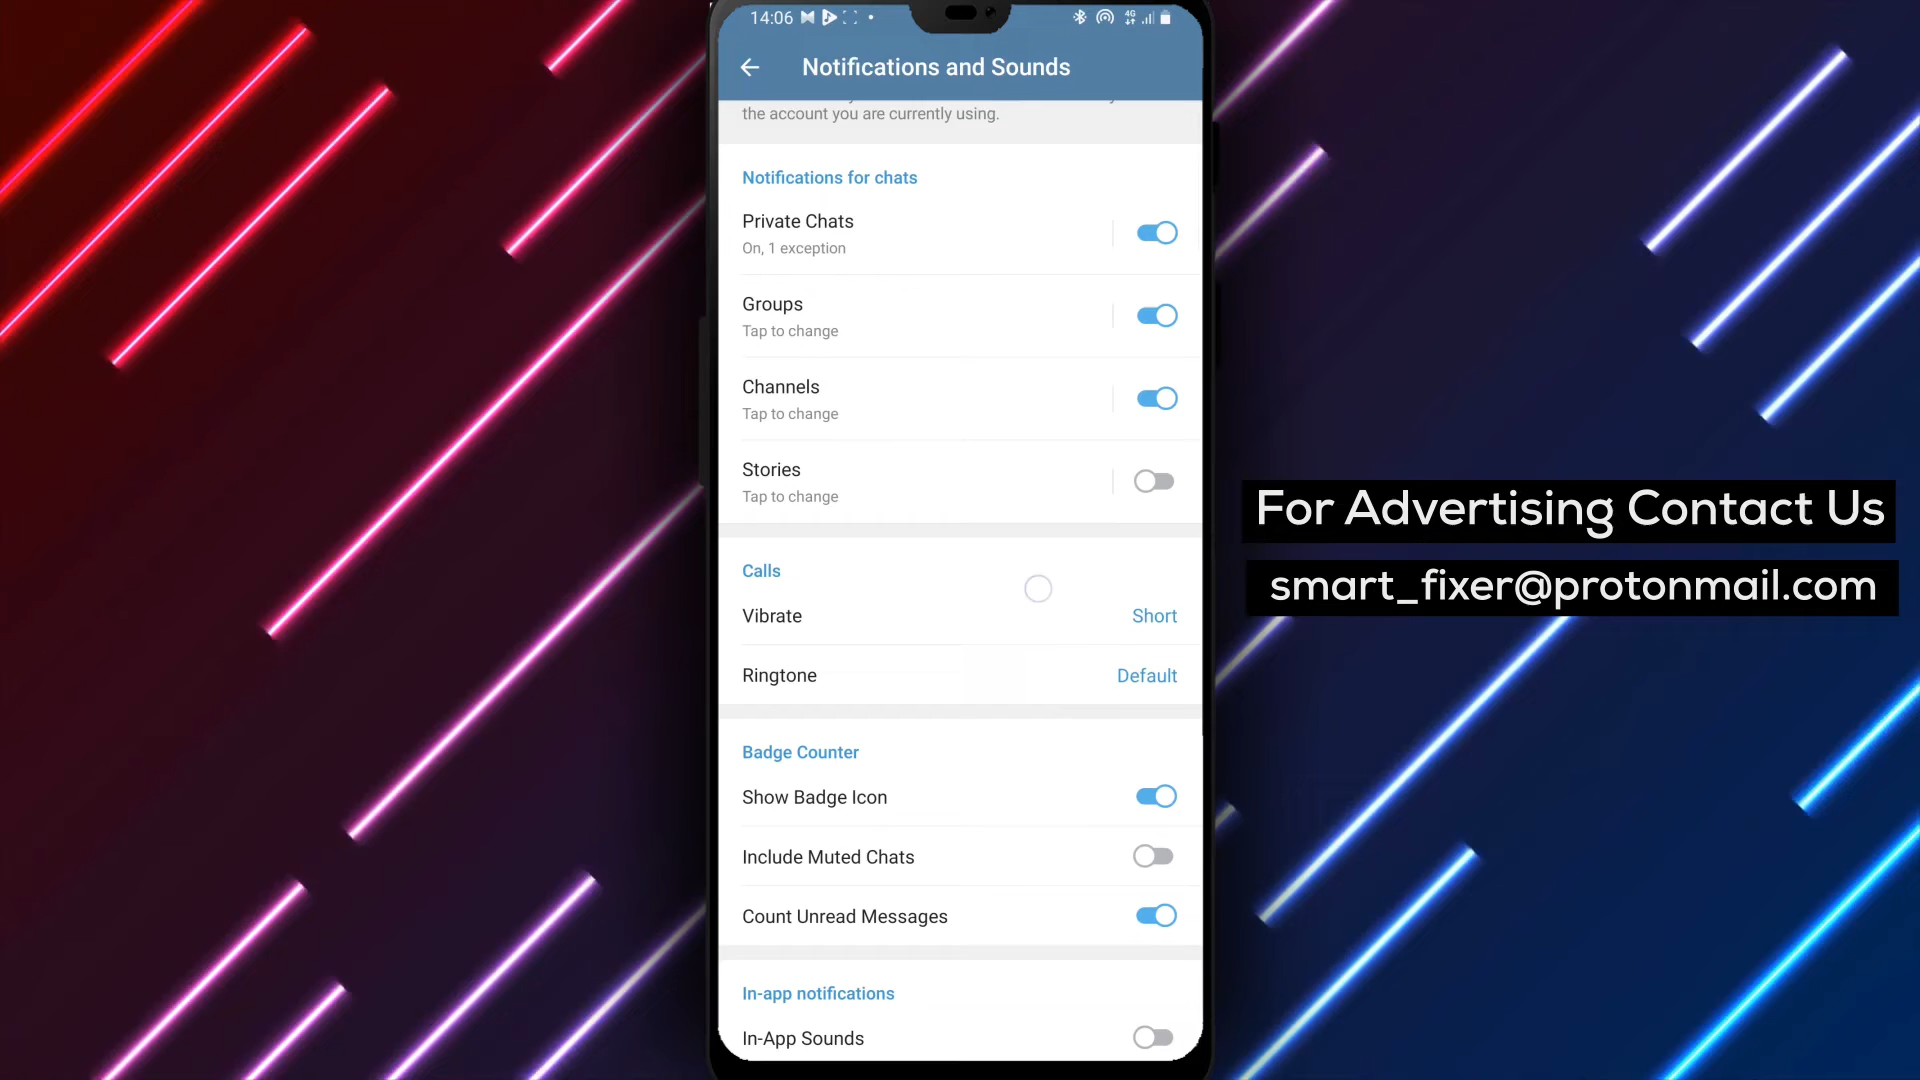 14:06
4G
Notifications and Sounds
the account you are currently using.
Notifications for chats
Private Chats
On, 1 exception
Groups
Tap to change
Channels
Tap to change
Stories
Tap to change
Calls
Vibrate
Short
Ringtone
Default
Badge Counter
Show Badge Icon
Include Muted Chats
Count Unread Messages
In-app notifications
In-App Sounds
For Advertising Contact Us
smart_fixer@protonmail.com